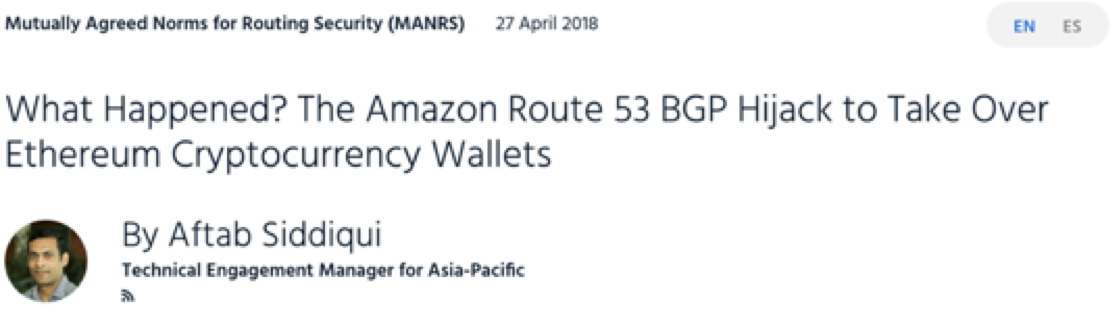 Mutually Agreed Norms for Routing Security (MANRS) 27 April 2018 EN ES
What Happened? The Amazon Route 53 BGP Hijack to Take Over
Ethereum Cryptocurrency Wallets
By Aftab Siddiqui
Technical Engagement Manager for Asia-Pacific